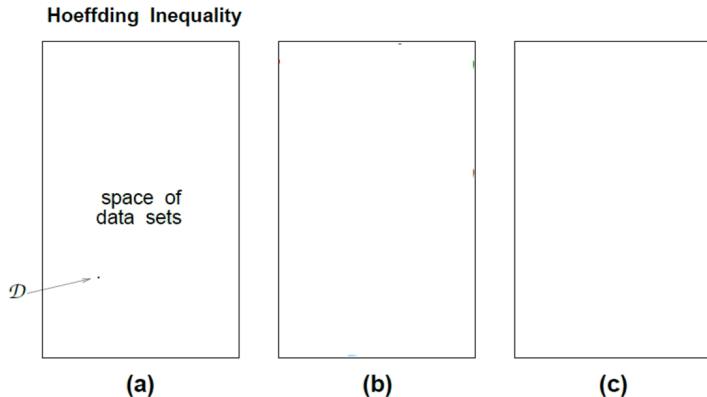 Hoeffding Inequality
space of
data sets
𝒟
(a)
(b)
(c)